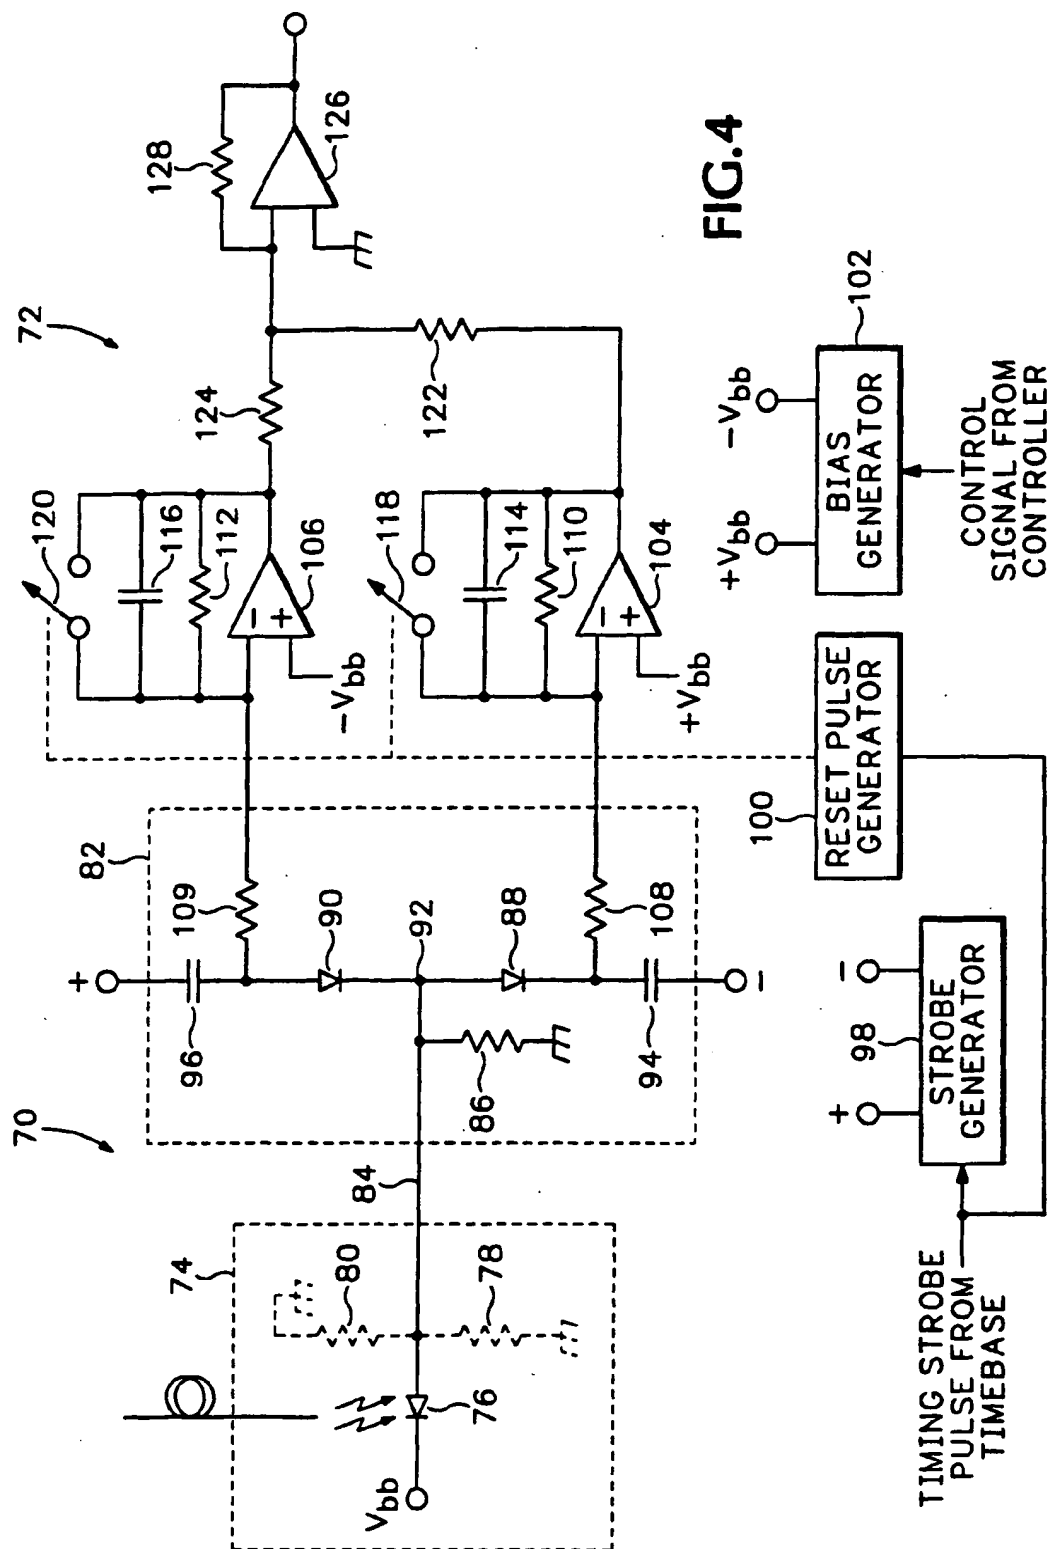 70
72
74
V_bb
76
80
78
84
82
+
96
109
90
92
88
86
108
94
−
120
116
112
−
+
106
−V_bb
118
114
110
−
+
104
+V_bb
124
122
128
126
TIMING STROBE
PULSE FROM
TIMEBASE
98
+
−
STROBE
GENERATOR
100
RESET PULSE
GENERATOR
+V_bb
−V_bb
102
BIAS
GENERATOR
CONTROL
SIGNAL FROM
CONTROLLER
FIG.4